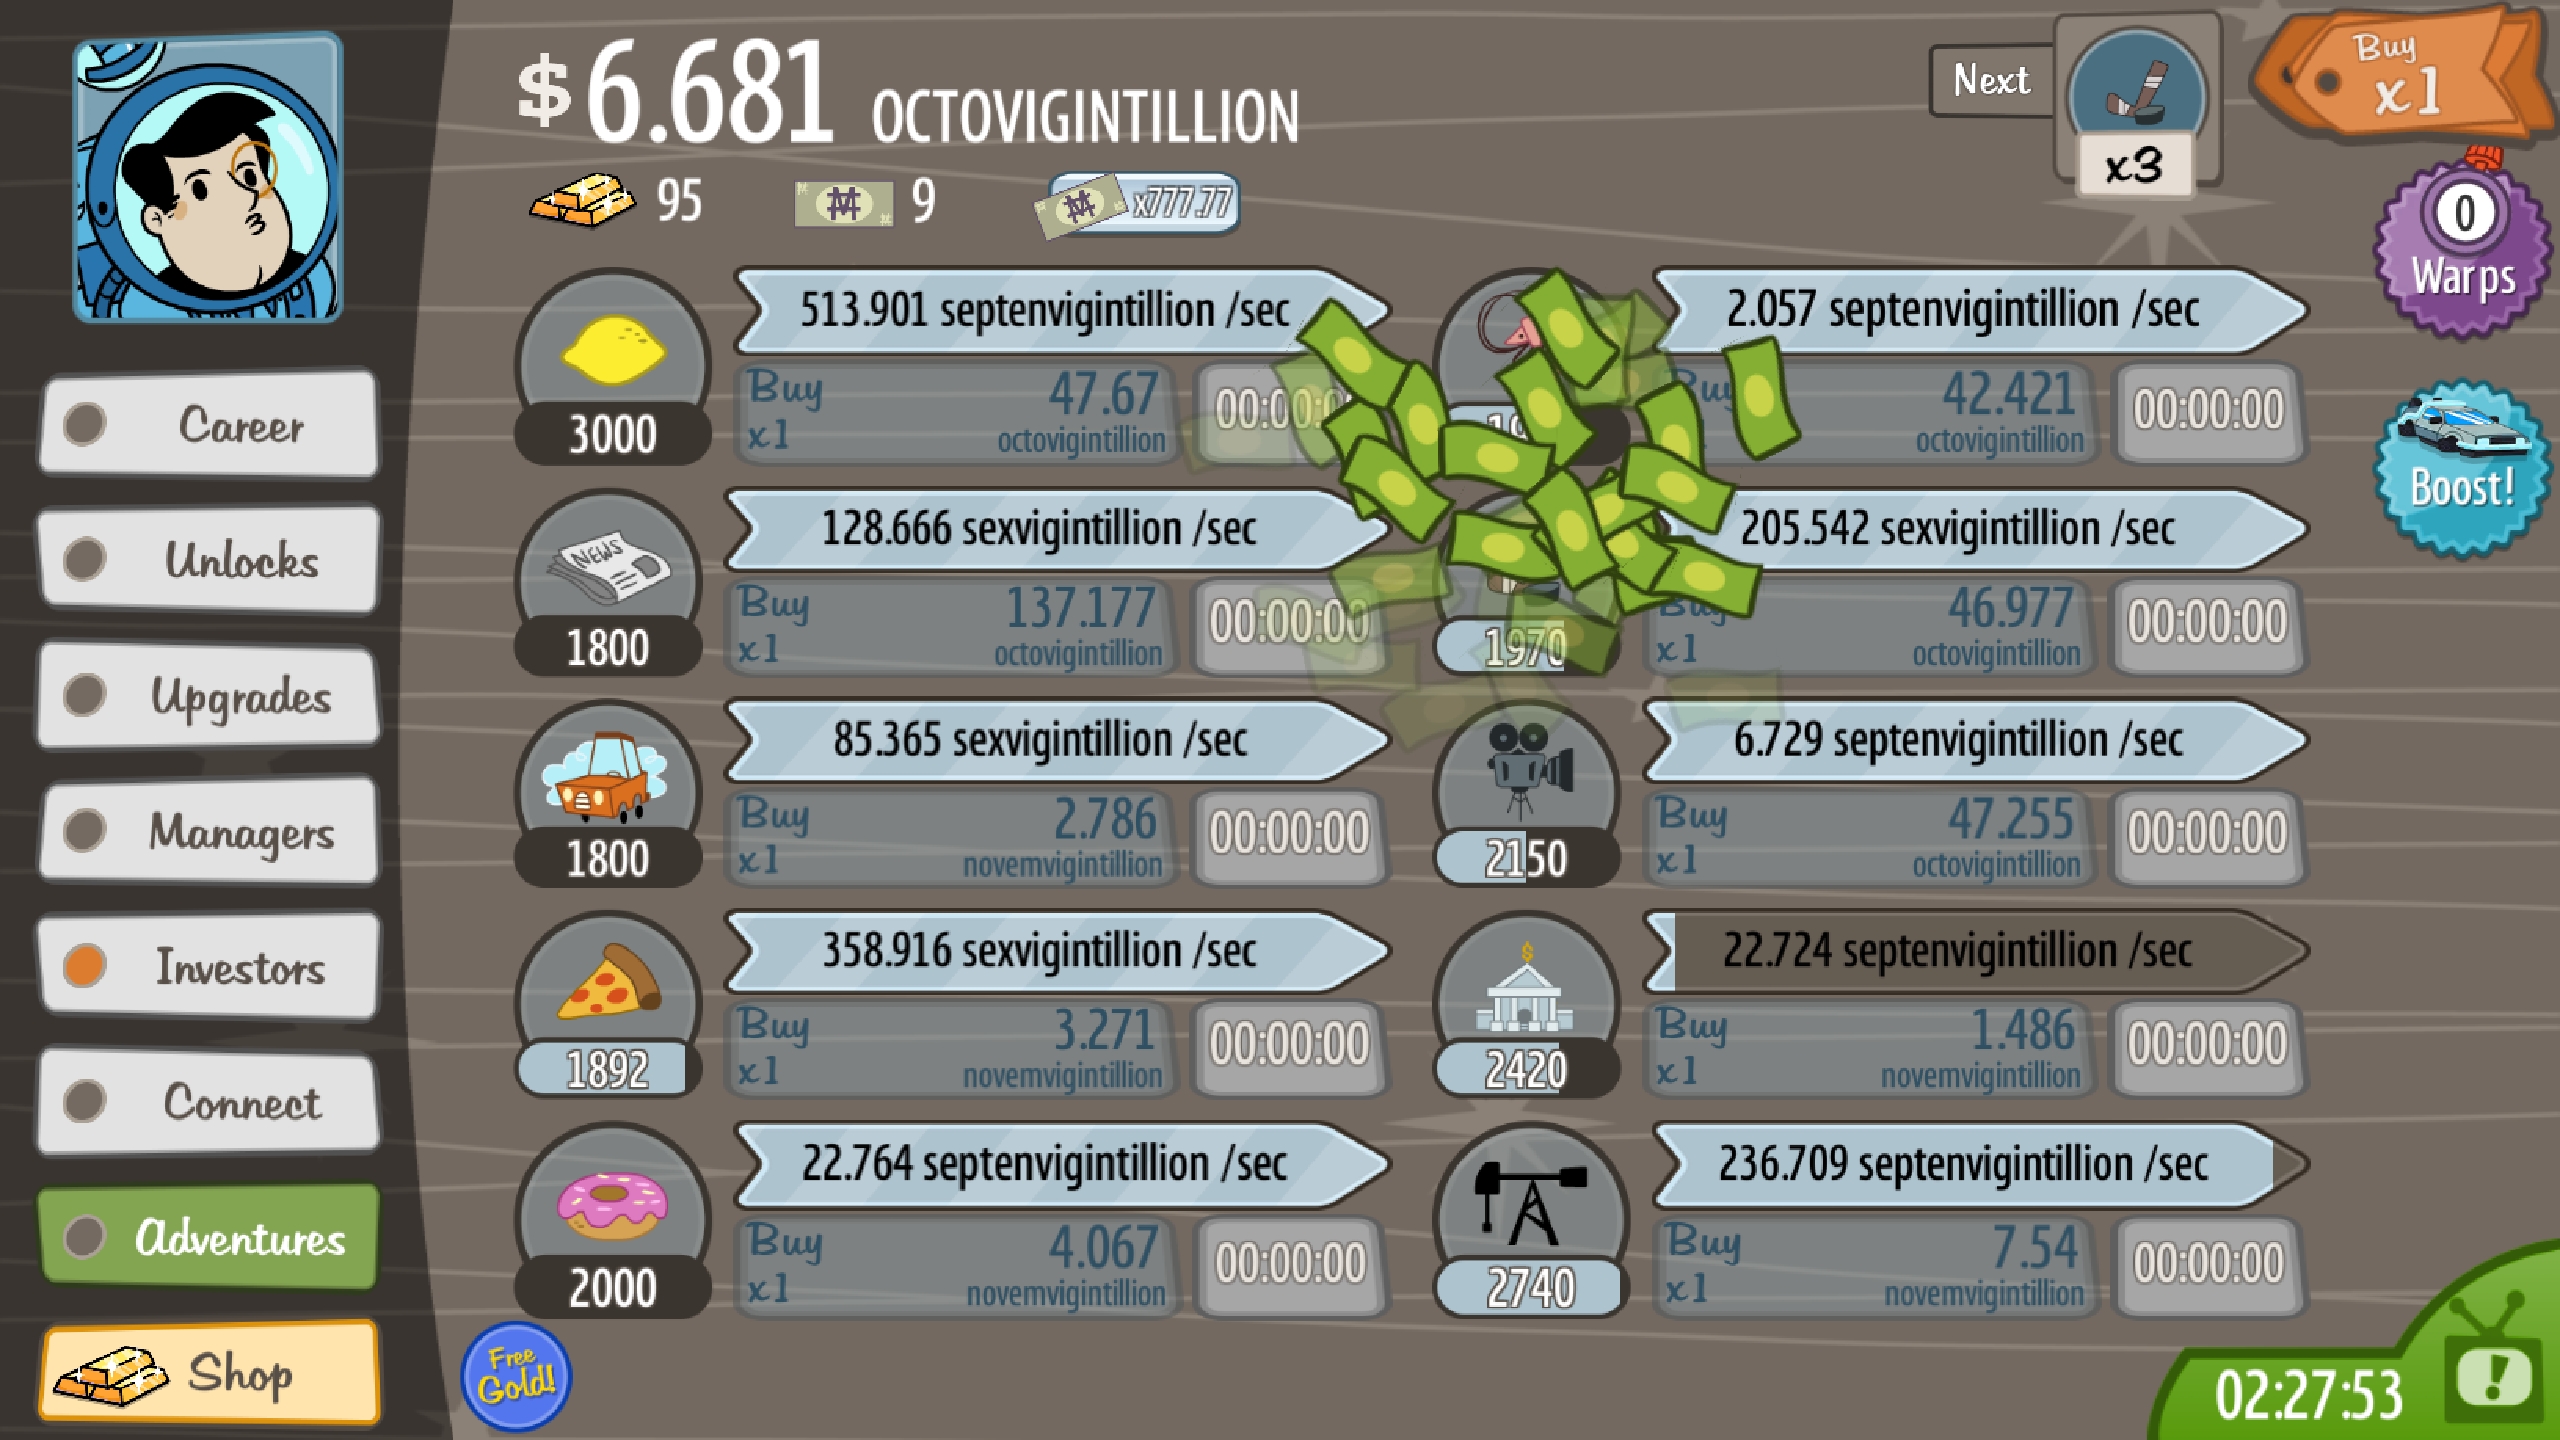 $ 6.681 OCTOVIGINTILLION
Next
x3
Buy
x1
95
9
x777.77
0
Warps
Boost!
Career
Unlocks
Upgrades
Managers
Investors
Connect
Adventures
Shop
513.901 septenvigintillion /sec
3000
Buy x1
47.67
octovigintillion
00:00:0
NEWS
128.666 sexvigintillion /sec
1800
Buy x1
137.177
octovigintillion
00:00:00
85.365 sexvigintillion /sec
1800
Buy x1
2.786
novemvigintillion
00:00:00
358.916 sexvigintillion /sec
1892
Buy x1
3.271
novemvigintillion
00:00:00
22.764 septenvigintillion /sec
2000
Buy x1
4.067
novemvigintillion
00:00:00
2.057 septenvigintillion /sec
Buy
42.421
octovigintillion
00:00:00
205.542 sexvigintillion /sec
1970
Buy
x1
46.977
octovigintillion
00:00:00
6.729 septenvigintillion /sec
2150
Buy x1
47.255
octovigintillion
00:00:00
22.724 septenvigintillion /sec
2420
Buy x1
1.486
novemvigintillion
00:00:00
236.709 septenvigintillion /sec
2740
Buy x1
7.54
novemvigintillion
00:00:00
Free
Gold!
02:27:53
!